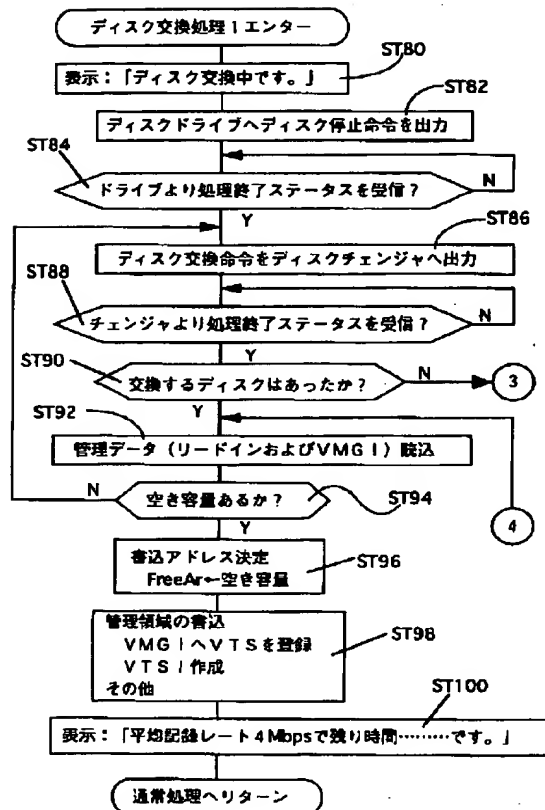 ディスク交換処理1エンター
ST80
表示：「ディスク交換中です。」
ST82
ディスクドライブへディスク停止命令を出力
ST84
ドライブより処理終了ステータスを受信？
N
Y
ST86
ディスク交換命令をディスクチェンジャへ出力
ST88
チェンジャより処理終了ステータスを受信？
N
Y
ST90
交換するディスクはあったか？
N
3
Y
ST92
管理データ（リードインおよびVMGI）読込
N
空き容量あるか？
ST94
4
Y
書込アドレス決定
FreeAr←空き容量
ST96
管理領域の書込
VMGIへVTSを登録
VTSI作成
その他
ST98
ST100
表示：「平均記録レート4Mbpsで残り時間………です。」
通常処理へリターン